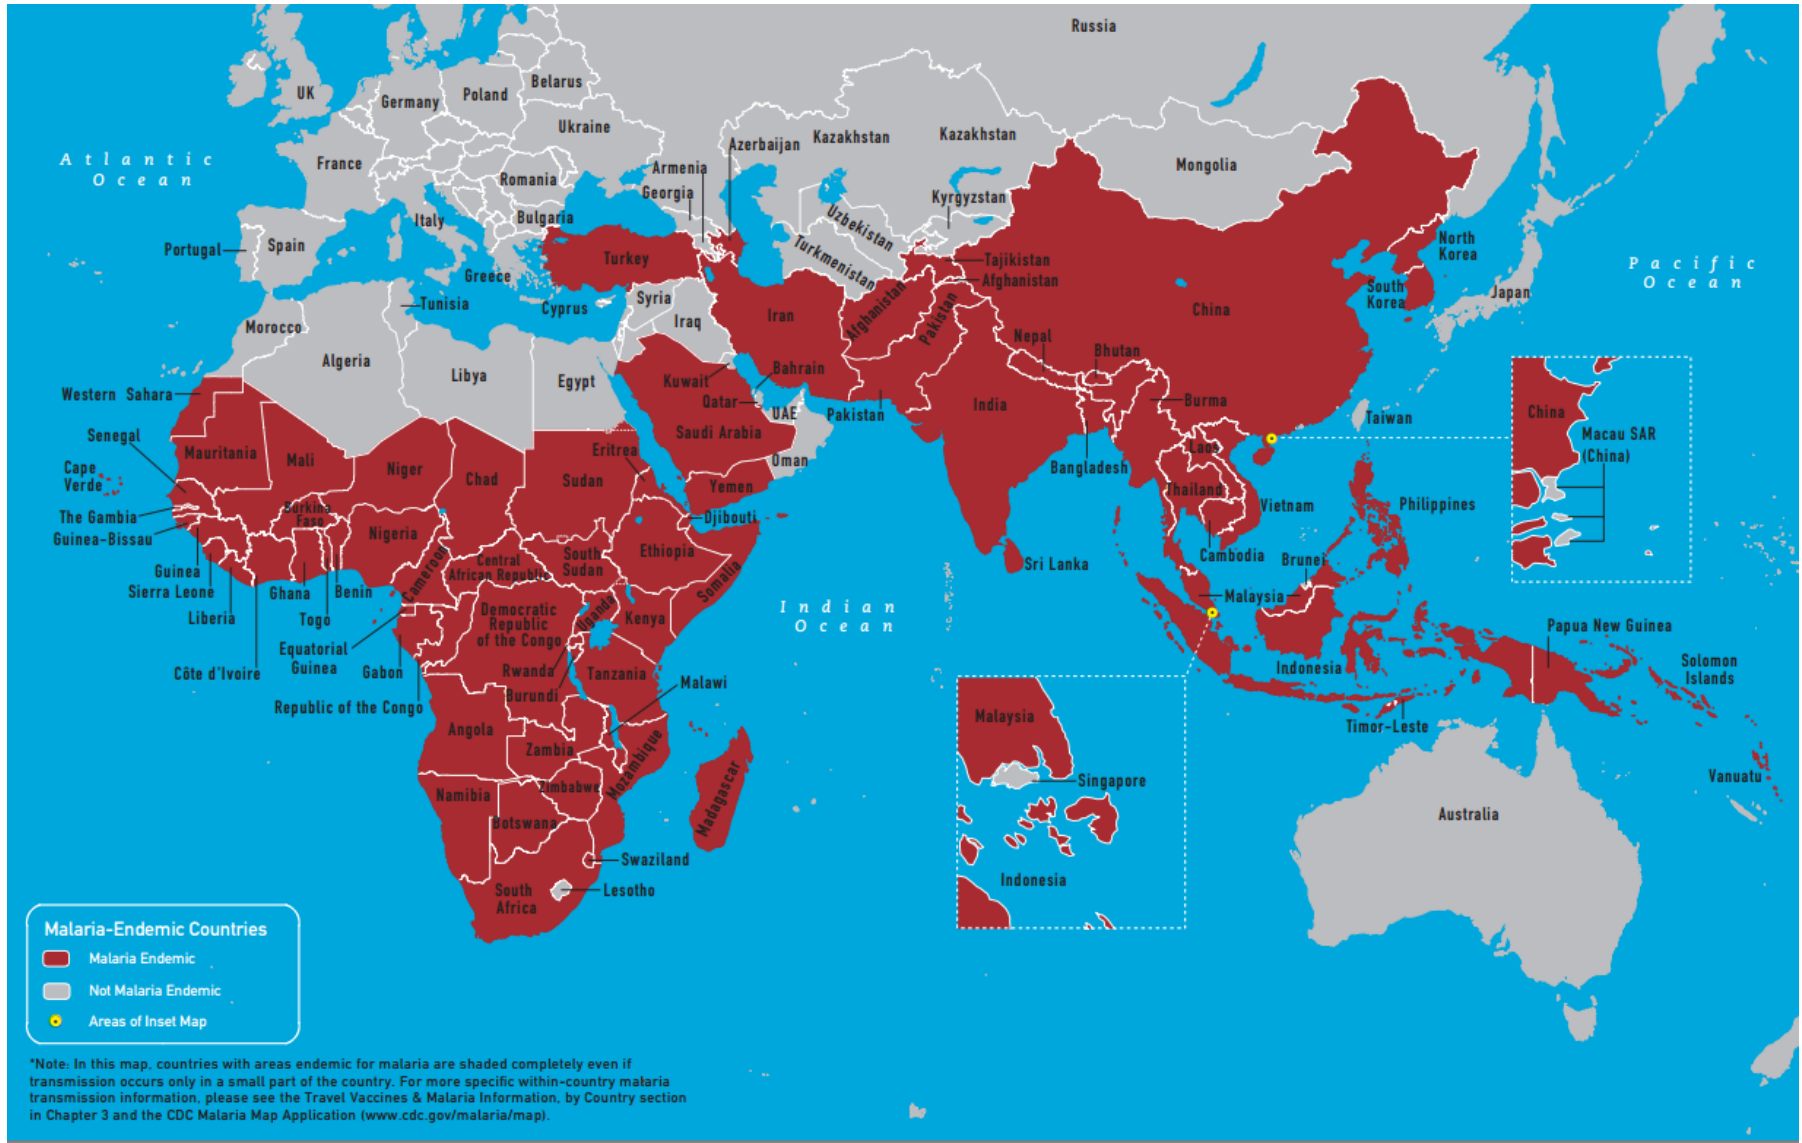 Russia
UK
Germany
Poland
Belarus
Ukraine
France
Romania
Bulgaria
Italy
Portugal
Spain
Greece
Atlantic
Ocean
Armenia
Georgia
Azerbaijan
Kazakhstan
Kazakhstan
Mongolia
Kyrgyzstan
Uzbekistan
Turkmenistan
Turkey
Tajikistan
Afghanistan
Afghanistan
Pakistan
North
Korea
South
Korea
Japan
Pacific
Ocean
China
Cyprus
Syria
Iraq
Iran
Tunisia
Morocco
Algeria
Libya
Egypt
Kuwait
Bahrain
Qatar
UAE
Pakistan
Saudi Arabia
Oman
Yemen
Nepal
Bhutan
India
Burma
Bangladesh
Taiwan
Laos
Thailand
Vietnam
Cambodia
Philippines
Sri Lanka
Brunei
Malaysia
Indonesia
Timor-Leste
Papua New Guinea
Solomon
Islands
Vanuatu
Australia
China
Macau SAR
(China)
Western Sahara
Senegal
Cape
Verde
The Gambia
Guinea-Bissau
Guinea
Sierra Leone
Liberia
Côte d'Ivoire
Mauritania
Mali
Niger
Chad
Sudan
Eritrea
Djibouti
Burkina
Faso
Nigeria
Ghana
Togo
Benin
Cameroon
Central
African Republic
South
Sudan
Ethiopia
Somalia
Equatorial
Guinea
Gabon
Republic of the Congo
Democratic
Republic
of the Congo
Uganda
Kenya
Rwanda
Burundi
Tanzania
Malawi
Angola
Zambia
Mozambique
Madagascar
Namibia
Zimbabwe
Botswana
Swaziland
Lesotho
South
Africa
Indian
Ocean
Malaysia
Singapore
Indonesia
Malaria-Endemic Countries
Malaria Endemic
Not Malaria Endemic
Areas of Inset Map
*Note: In this map, countries with areas endemic for malaria are shaded completely even if
transmission occurs only in a small part of the country. For more specific within-country malaria
transmission information, please see the Travel Vaccines & Malaria Information, by Country section
in Chapter 3 and the CDC Malaria Map Application (www.cdc.gov/malaria/map).